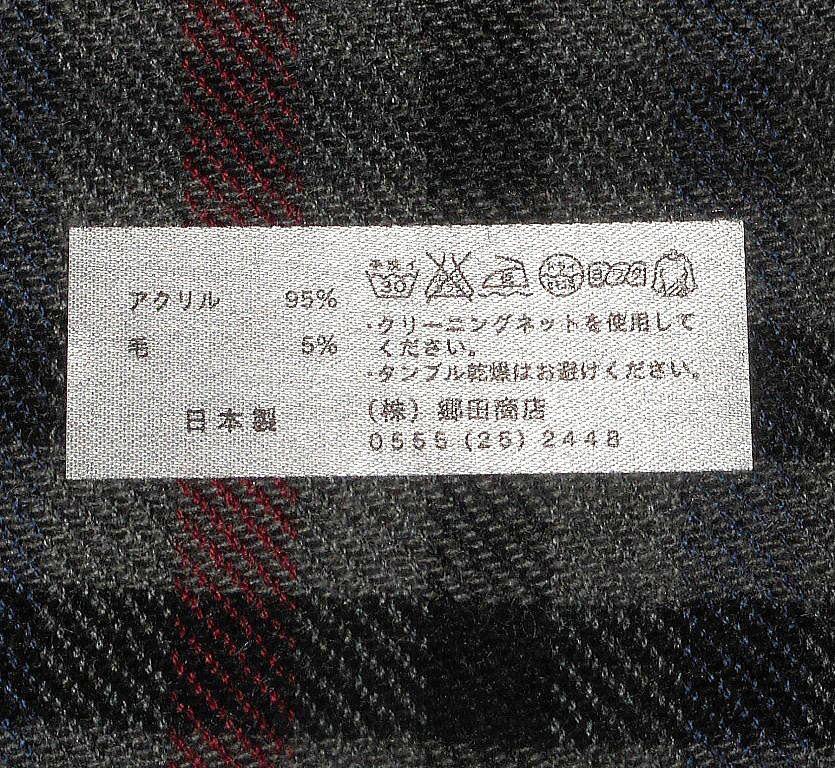 アクリル 95%
毛 5%
日本製
手洗イ
30
・クリーニングネットを使用して
ください。
・タンブル乾燥はお避けください。
(株) 郷田商店
0555 (25) 2448